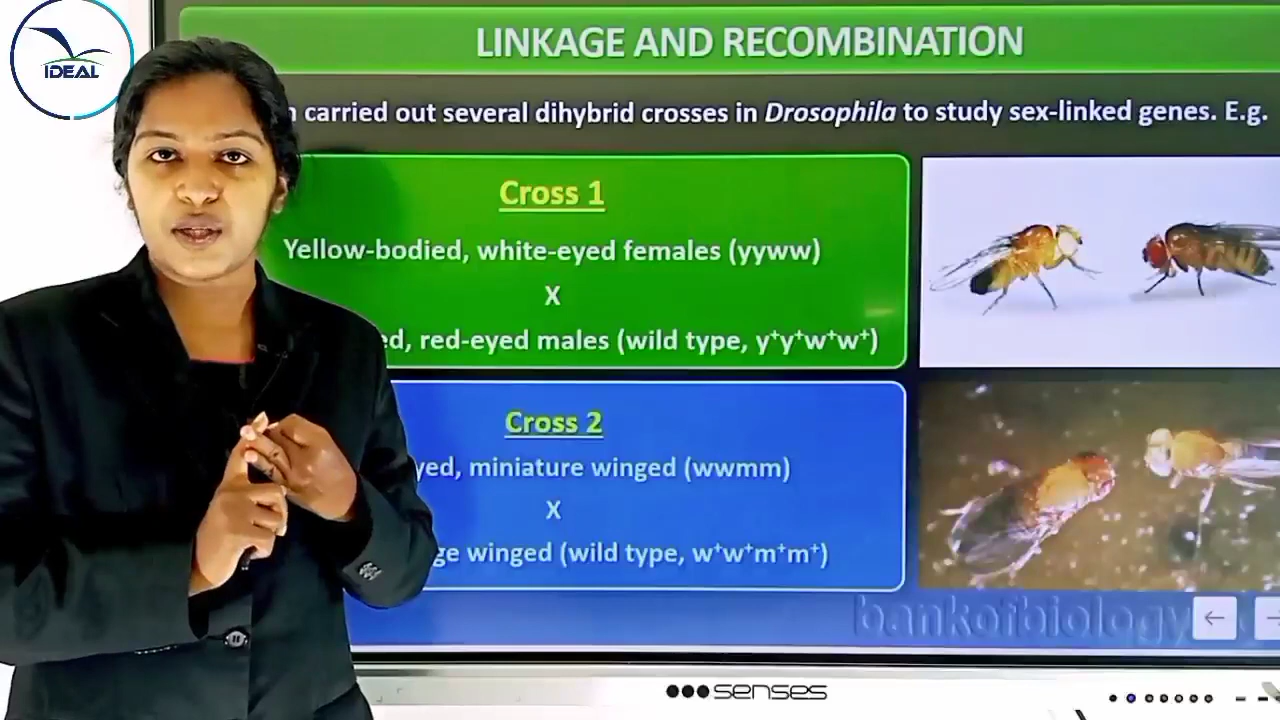 IDEAL
LINKAGE AND RECOMBINATION
carried out several dihybrid crosses in Drosophila to study sex-linked genes. E.g.
Cross 1
Yellow-bodied, white-eyed females (yyww)
X
ed, red-eyed males (wild type, y⁺y⁺w⁺w⁺)
Cross 2
yed, miniature winged (wwmm)
X
ge winged (wild type, w⁺w⁺m⁺m⁺)
bankofbiology
senses